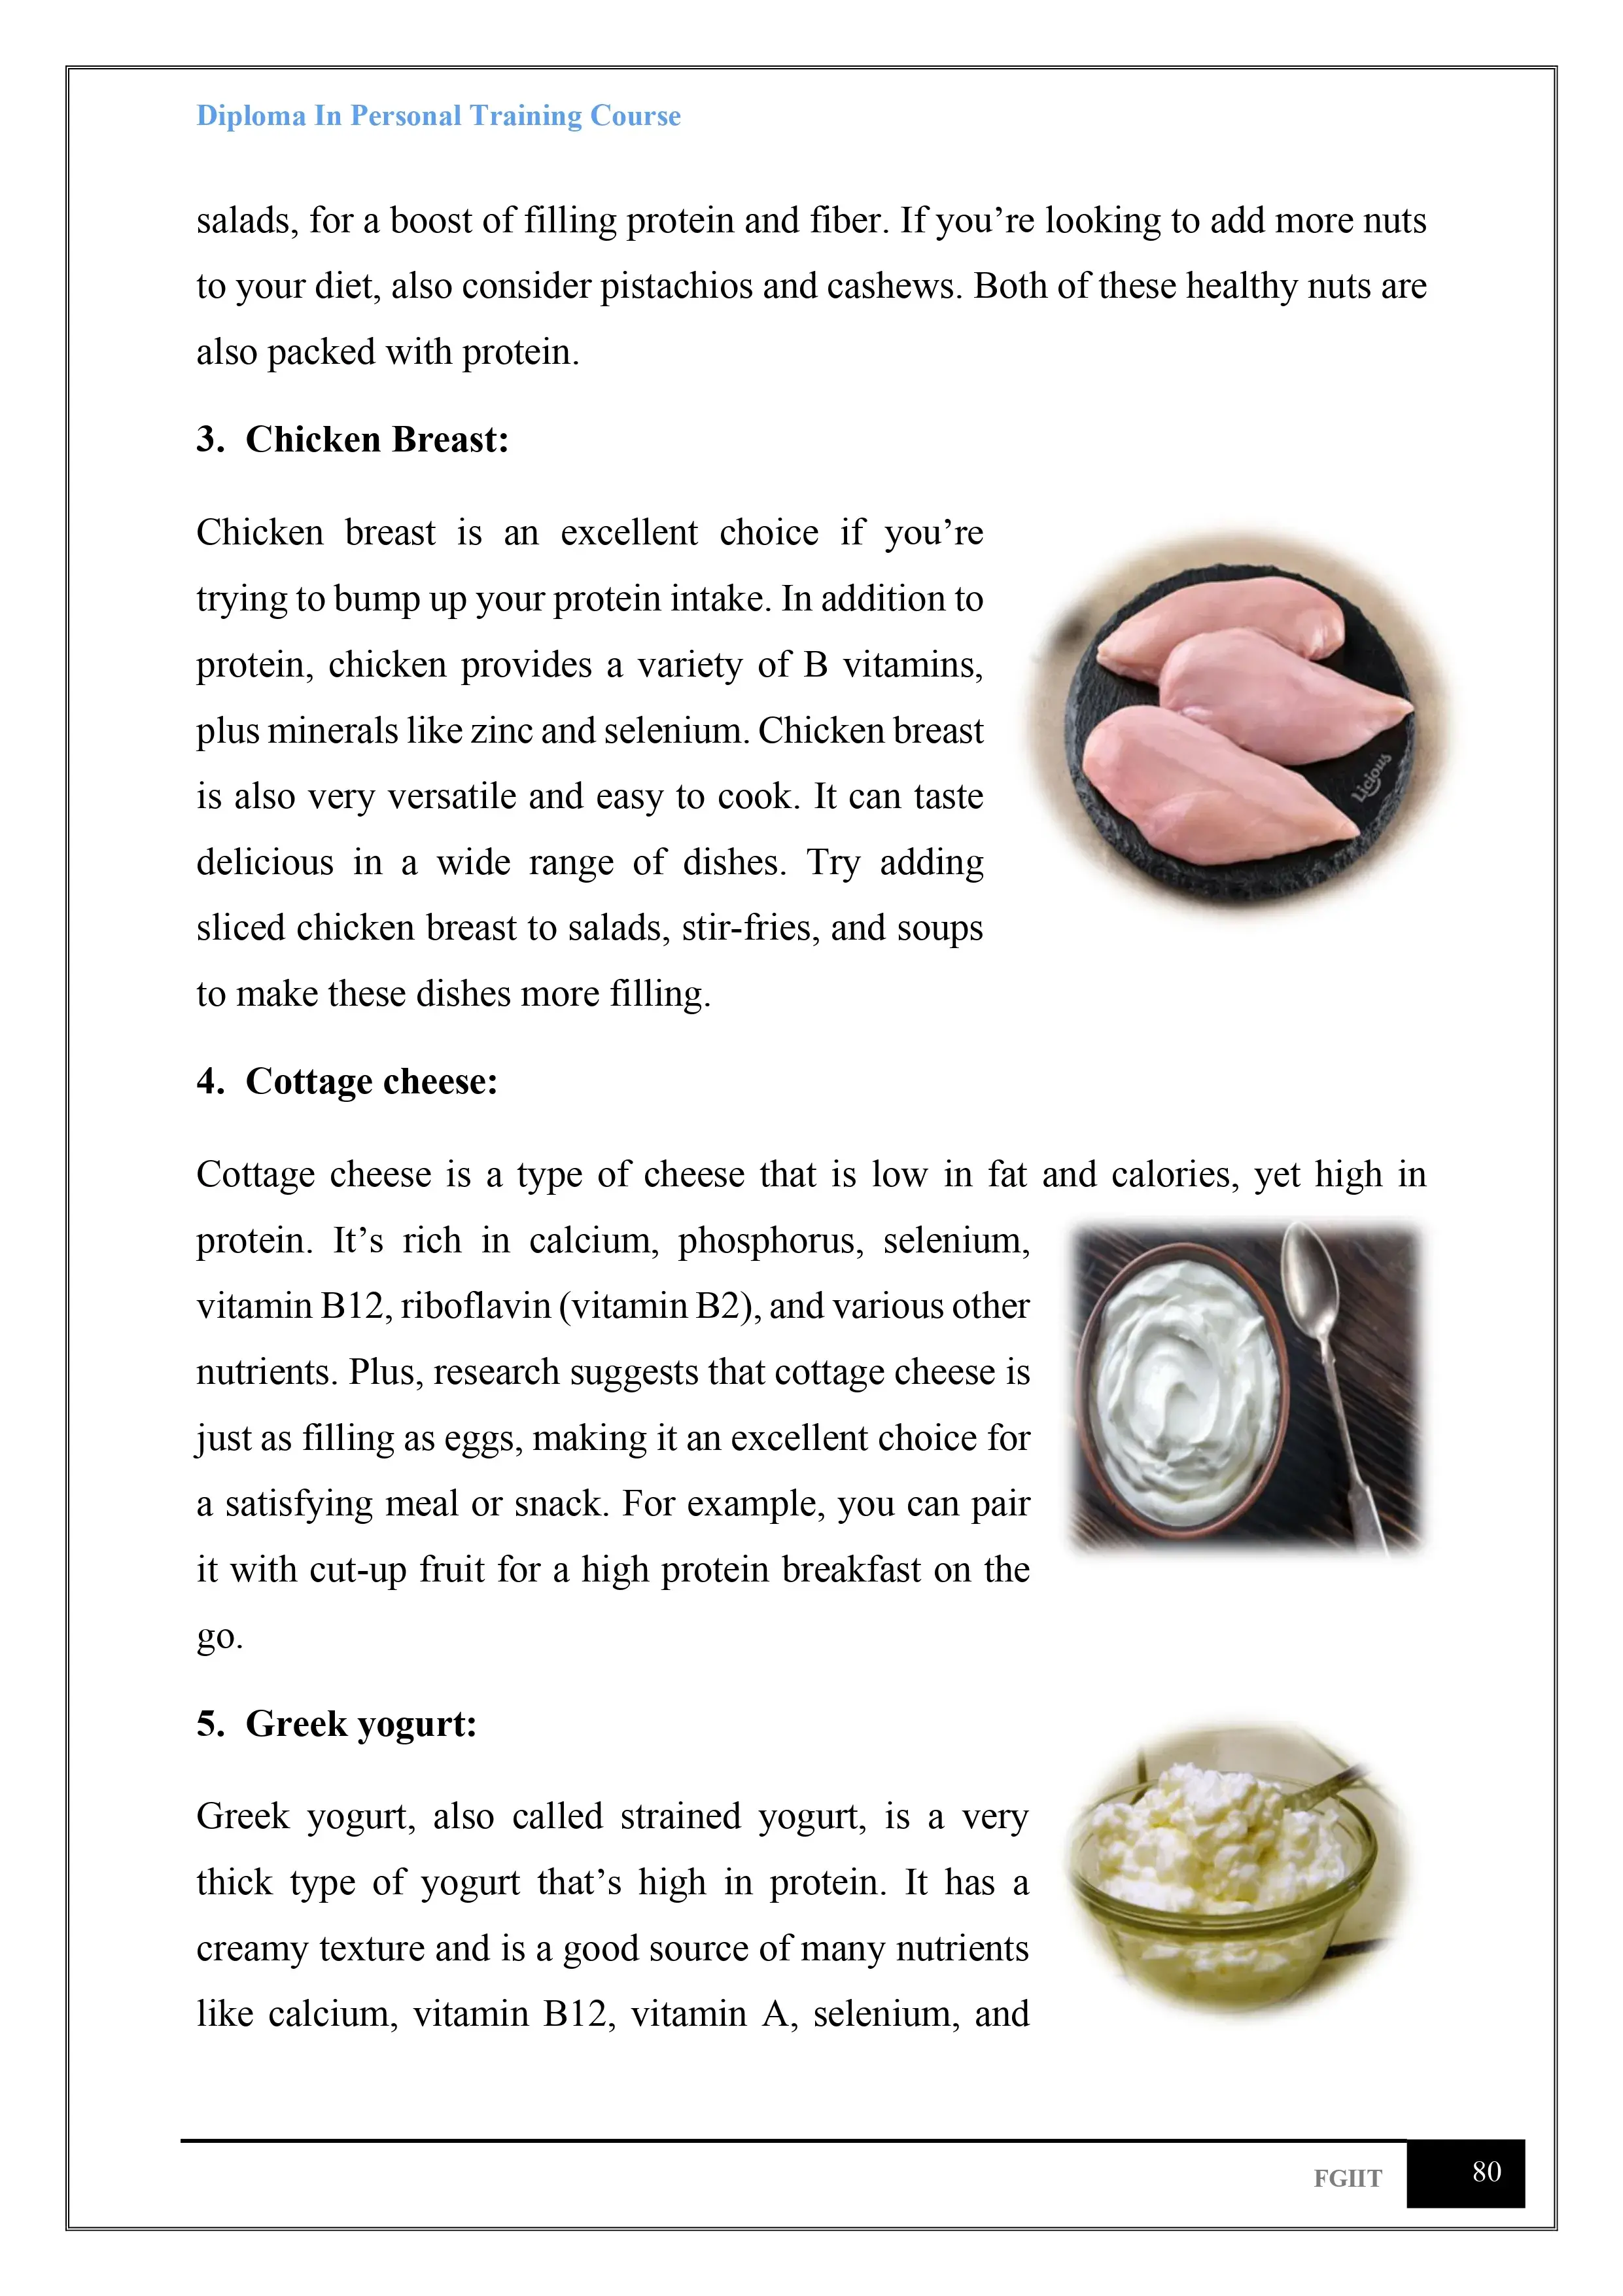 Diploma In Personal Training Course
salads, for a boost of filling protein and fiber. If you’re looking to add more nuts
to your diet, also consider pistachios and cashews. Both of these healthy nuts are
also packed with protein.
3. Chicken Breast:
Chicken breast is an excellent choice if you’re
trying to bump up your protein intake. In addition to
protein, chicken provides a variety of B vitamins,
plus minerals like zinc and selenium. Chicken breast
is also very versatile and easy to cook. It can taste
delicious in a wide range of dishes. Try adding
sliced chicken breast to salads, stir-fries, and soups
to make these dishes more filling.
Licious
4. Cottage cheese:
Cottage cheese is a type of cheese that is low in fat and calories, yet high in
protein. It’s rich in calcium, phosphorus, selenium,
vitamin B12, riboflavin (vitamin B2), and various other
nutrients. Plus, research suggests that cottage cheese is
just as filling as eggs, making it an excellent choice for
a satisfying meal or snack. For example, you can pair
it with cut-up fruit for a high protein breakfast on the
go.
5. Greek yogurt:
Greek yogurt, also called strained yogurt, is a very
thick type of yogurt that’s high in protein. It has a
creamy texture and is a good source of many nutrients
like calcium, vitamin B12, vitamin A, selenium, and
FGIIT
80